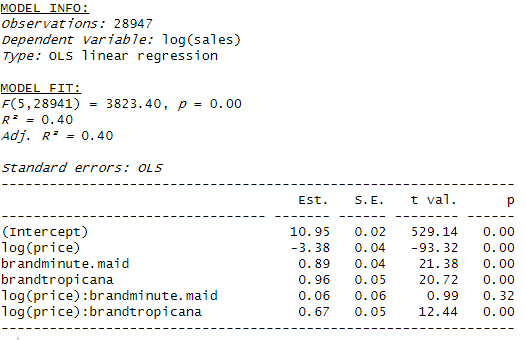 MODEL INFO:
Observations: 28947
Dependent Variable: log(sales)
Type: OLS linear regression
MODEL FIT:
F(5,28941) = 3823.40, p = 0.00
R² = 0.40
Adj. R² = 0.40
Standard errors: OLS
------------------------------------------------------------------
Est. S.E. t val. p
------------------------------ -------- ------ --------- ------
(Intercept) 10.95 0.02 529.14 0.00
log(price) -3.38 0.04 -93.32 0.00
brandminute.maid 0.89 0.04 21.38 0.00
brandtropicana 0.96 0.05 20.72 0.00
log(price):brandminute.maid 0.06 0.06 0.99 0.32
log(price):brandtropicana 0.67 0.05 12.44 0.00
------------------------------------------------------------------